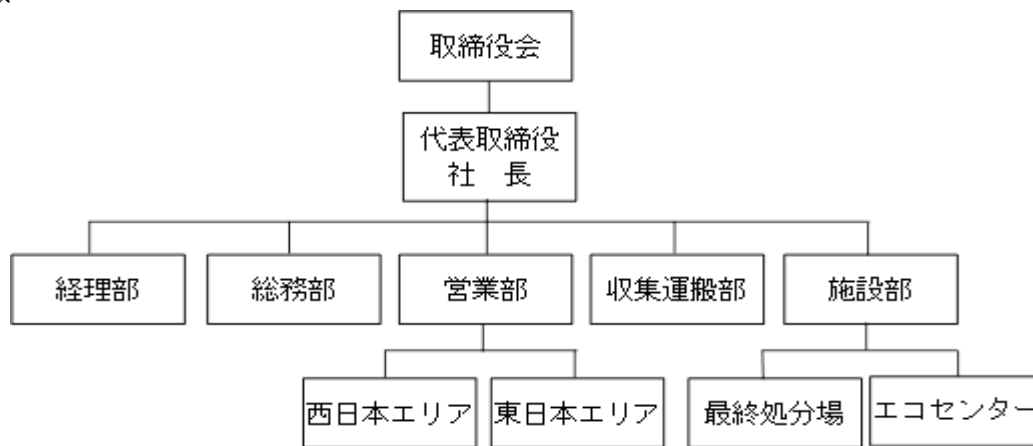 取締役会
代表取締役
社　長
経理部
総務部
営業部
収集運搬部
施設部
西日本エリア
東日本エリア
最終処分場
エコセンター